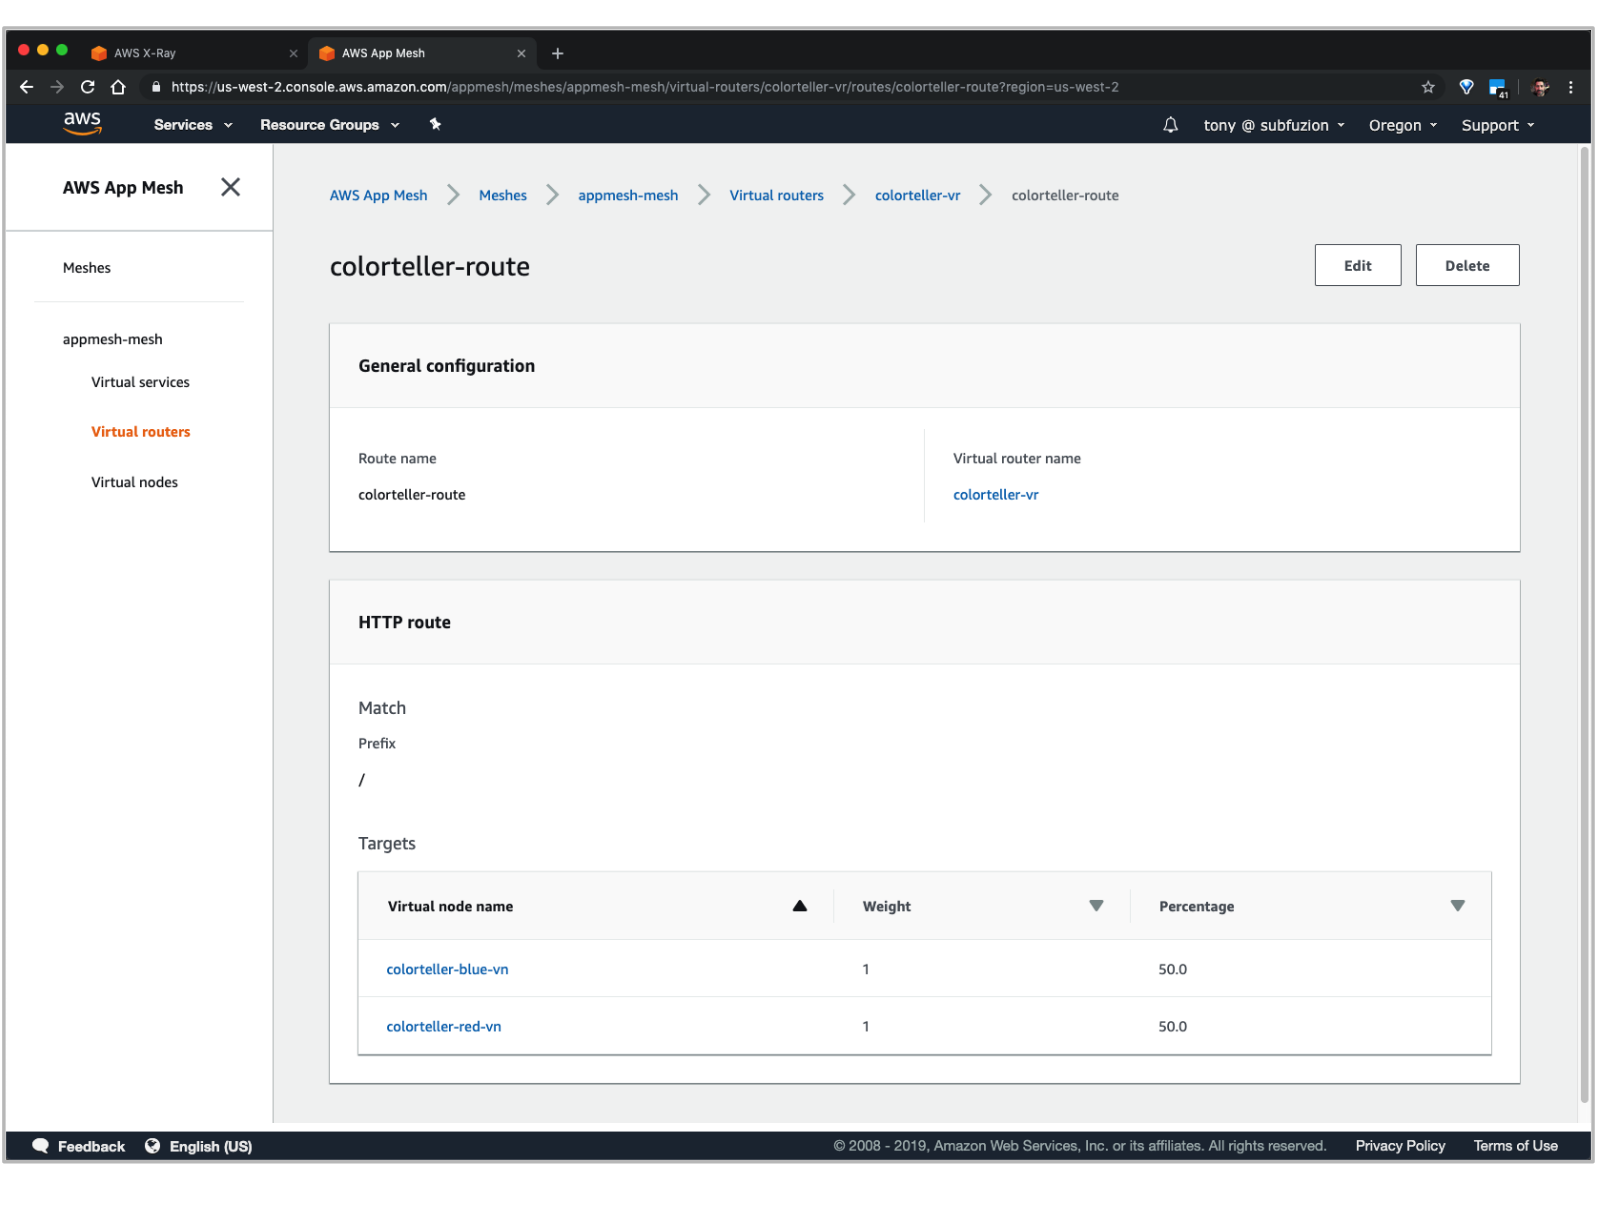 AWS X-Ray
AWS App Mesh
https://us-west-2.console.aws.amazon.com/appmesh/meshes/appmesh-mesh/virtual-routers/colorteller-vr/routes/colorteller-route?region=us-west-2
41
aws
Services
Resource Groups
tony @ subfuzion
Oregon
Support
AWS App Mesh
Meshes
appmesh-mesh
Virtual services
Virtual routers
Virtual nodes
AWS App Mesh
Meshes
appmesh-mesh
Virtual routers
colorteller-vr
colorteller-route
colorteller-route
Edit
Delete
General configuration
Route name
colorteller-route
Virtual router name
colorteller-vr
HTTP route
Match
Prefix
/
Targets
Virtual node name
Weight
Percentage
colorteller-blue-vn
1
50.0
colorteller-red-vn
1
50.0
Feedback
English (US)
© 2008 - 2019, Amazon Web Services, Inc. or its affiliates. All rights reserved.
Privacy Policy
Terms of Use